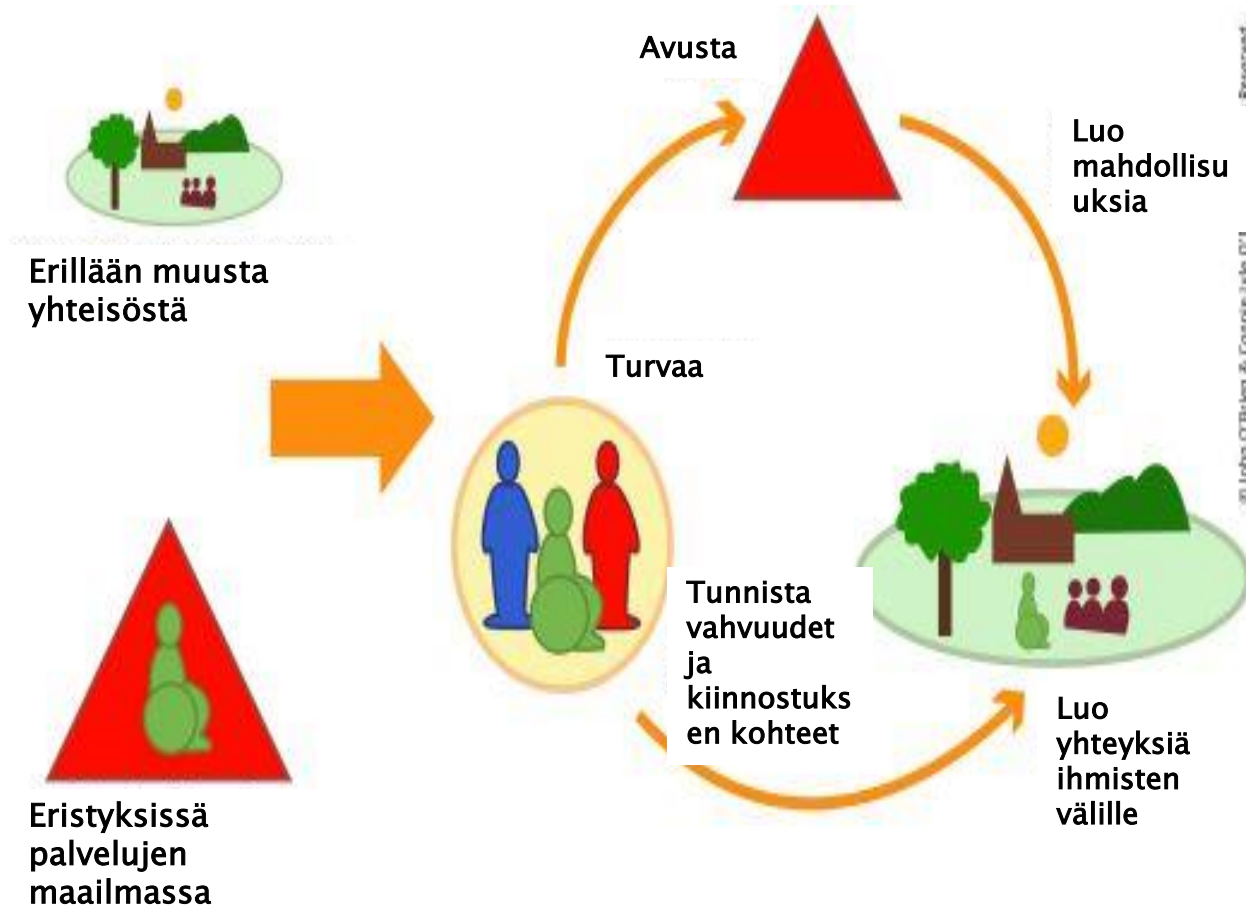 Avusta
Luo
mahdollisu
uksia
Erillään muusta
yhteisöstä
Turvaa
Tunnista
vahvuudet
ja
kiinnostuks
en kohteet
Luo
yhteyksiä
ihmisten
välille
Eristyksissä
palvelujen
maailmassa